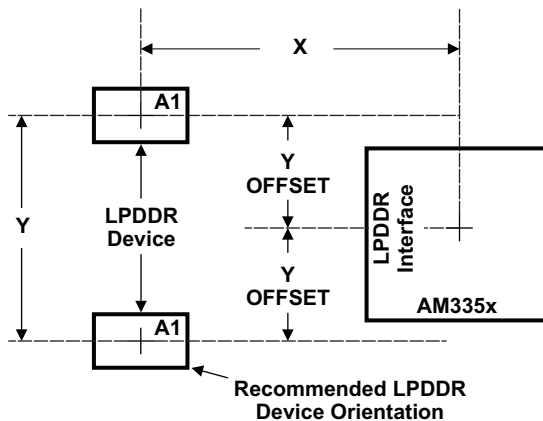 X
A1
Y
OFFSET
LPDDR
Device
Y
LPDDR
Interface
Y
OFFSET
AM335x
A1
Recommended LPDDR
Device Orientation